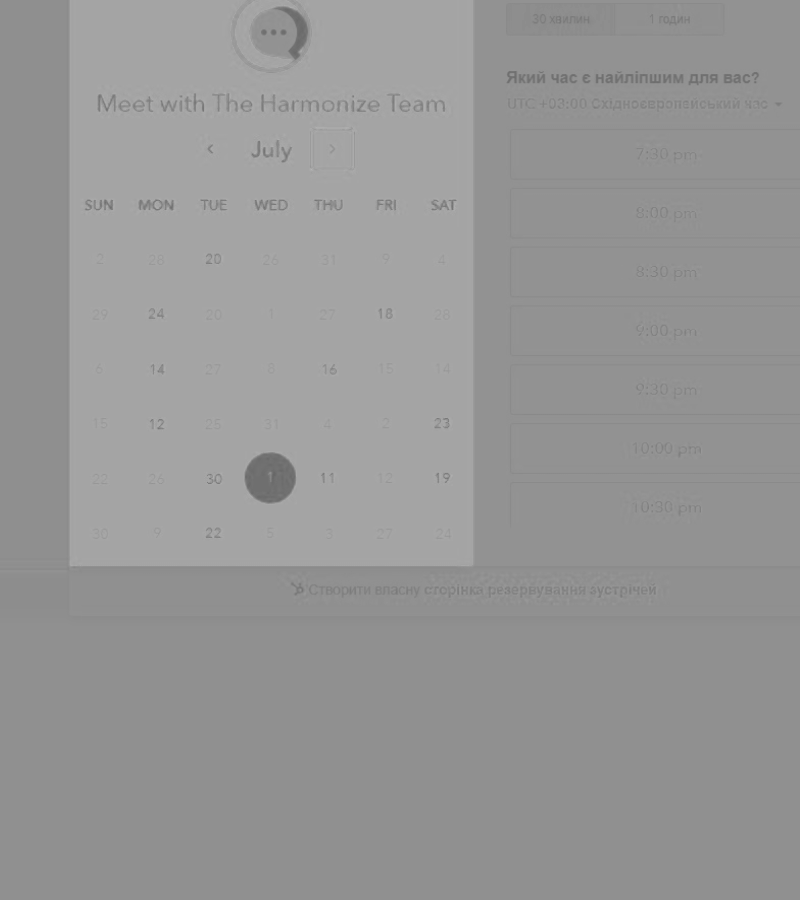 30 хвилин 1 годин
Який час є найліпшим для вас?
Meet with The Harmonize Team
UTC +03:00 Східноєвропейський час
July
7:30 pm
SUN MON TUE WED THU FRI SAT
8:00 pm
2 28 20 26 31 9 4
8:30 pm
29 24 20 1 27 18 28
9:00 pm
6 14 27 8 16 15 14
9:30 pm
15 12 25 31 4 2 23
10:00 pm
22 26 30 1 11 12 19
10:30 pm
30 9 22 5 3 27 24
Створити власну сторінка резервування зустрічей